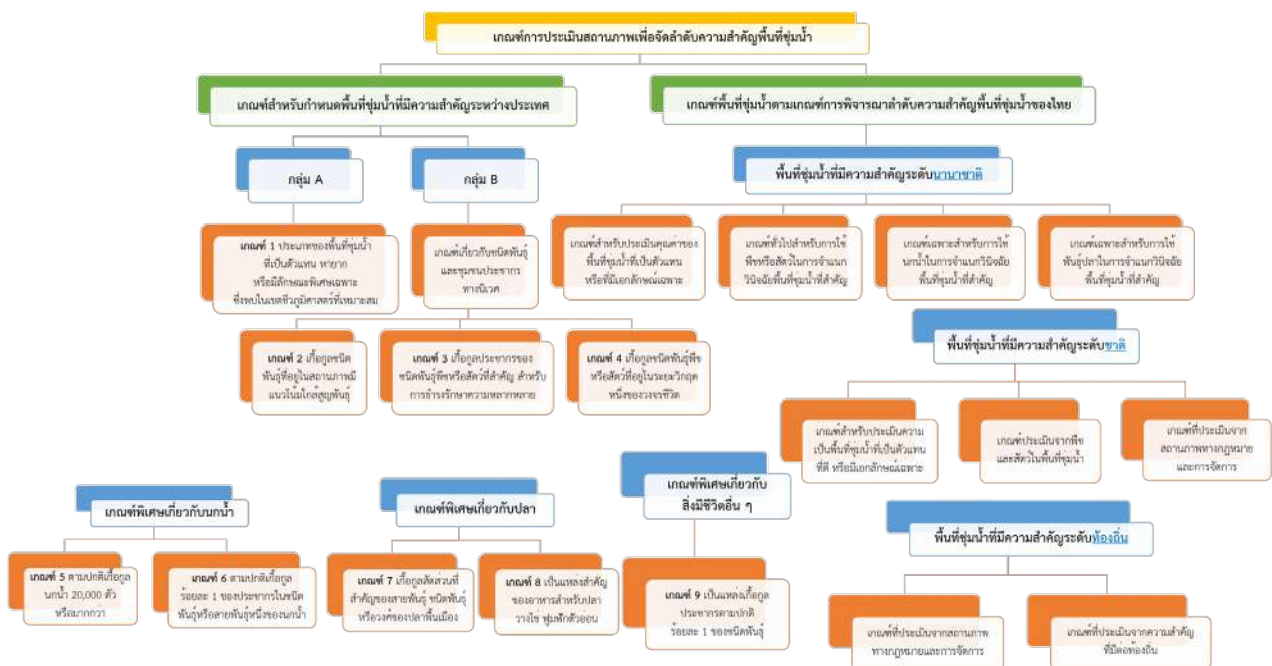 เกณฑ์การประเมินสถานภาพเพื่อจัดลำดับความสำคัญพื้นที่ชุ่มน้ำ
เกณฑ์สำหรับกำหนดพื้นที่ชุ่มน้ำที่มีความสำคัญระหว่างประเทศ
เกณฑ์พื้นที่ชุ่มน้ำตามเกณฑ์การพิจารณาลำดับความสำคัญพื้นที่ชุ่มน้ำของไทย
กลุ่ม A
กลุ่ม B
เกณฑ์ 1 ประเภทของพื้นที่ชุ่มน้ำ
ที่เป็นตัวแทน หายาก
หรือมีลักษณะพิเศษเฉพาะ
ซึ่งพบในเขตชีวภูมิศาสตร์ที่เหมาะสม
เกณฑ์เกี่ยวกับชนิดพันธุ์
และชุมชนประชากร
ทางนิเวศ
เกณฑ์ 2 เกื้อกูลชนิด
พันธุ์ที่อยู่ในสถานภาพมี
แนวโน้มใกล้สูญพันธุ์
เกณฑ์ 3 เกื้อกูลประชากรของ
ชนิดพันธุ์พืชหรือสัตว์ที่สำคัญ สำหรับ
การธำรงรักษาความหลากหลาย
เกณฑ์ 4 เกื้อกูลชนิดพันธุ์พืช
หรือสัตว์ที่อยู่ในระยะวิกฤต
หนึ่งของวงจรชีวิต
เกณฑ์พิเศษเกี่ยวกับนกน้ำ
เกณฑ์ 5 ตามปกติเกื้อกูล
นกน้ำ 20,000 ตัว
หรือมากกว่า
เกณฑ์ 6 ตามปกติเกื้อกูล
ร้อยละ 1 ของประชากรในชนิด
พันธุ์หรือสายพันธุ์หนึ่งของนกน้ำ
เกณฑ์พิเศษเกี่ยวกับปลา
เกณฑ์ 7 เกื้อกูลสัดส่วนที่
สำคัญของสายพันธุ์ ชนิดพันธุ์
หรือวงศ์ของปลาพื้นเมือง
เกณฑ์ 8 เป็นแหล่งสำคัญ
ของอาหารสำหรับปลา
วางไข่ ฟูมฟักตัวอ่อน
เกณฑ์พิเศษเกี่ยวกับ
สิ่งมีชีวิตอื่น ๆ
เกณฑ์ 9 เป็นแหล่งเกื้อกูล
ประชากรตามปกติ
ร้อยละ 1 ของชนิดพันธุ์
พื้นที่ชุ่มน้ำที่มีความสำคัญระดับนานาชาติ
เกณฑ์สำหรับประเมินคุณค่าของ
พื้นที่ชุ่มน้ำที่เป็นตัวแทน
หรือที่มีเอกลักษณ์เฉพาะ
เกณฑ์ทั่วไปสำหรับการใช้
พืชหรือสัตว์ในการจำแนก
วินิจฉัยพื้นที่ชุ่มน้ำที่สำคัญ
เกณฑ์เฉพาะสำหรับการใช้
นกน้ำในการจำแนกวินิจฉัย
พื้นที่ชุ่มน้ำที่สำคัญ
เกณฑ์เฉพาะสำหรับการใช้
พันธุ์ปลาในการจำแนกวินิจฉัย
พื้นที่ชุ่มน้ำที่สำคัญ
พื้นที่ชุ่มน้ำที่มีความสำคัญระดับชาติ
เกณฑ์สำหรับประเมินความ
เป็นพื้นที่ชุ่มน้ำที่เป็นตัวแทน
ที่ดี หรือมีเอกลักษณ์เฉพาะ
เกณฑ์ประเมินจากพืช
และสัตว์ในพื้นที่ชุ่มน้ำ
เกณฑ์ที่ประเมินจาก
สถานภาพทางกฎหมาย
และการจัดการ
พื้นที่ชุ่มน้ำที่มีความสำคัญระดับท้องถิ่น
เกณฑ์ที่ประเมินจากสถานภาพ
ทางกฎหมายและการจัดการ
เกณฑ์ที่ประเมินจากความสำคัญ
ที่มีต่อท้องถิ่น